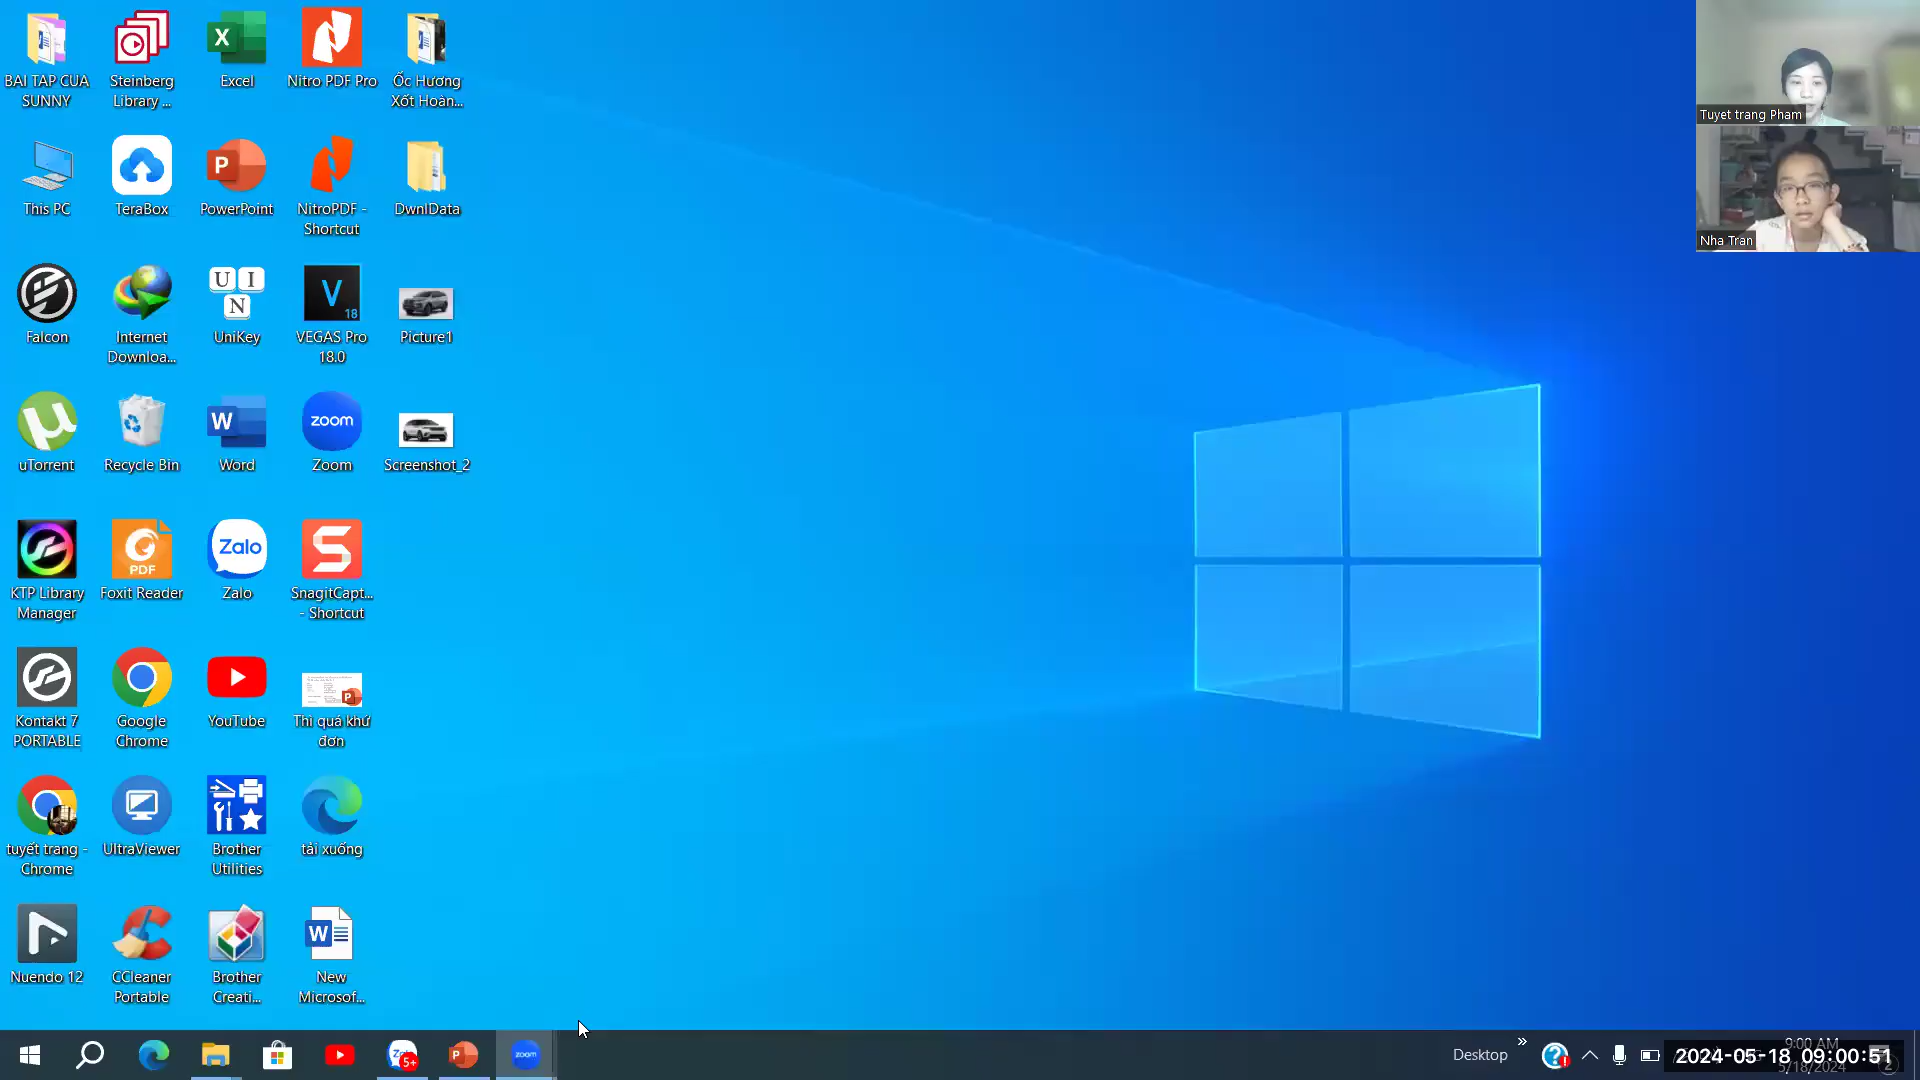 BAI TAP CUA
SUNNY
Steinberg
Library ...
Excel
Nitro PDF Pro
Ốc Hương
Xốt Hoàn...
This PC
TeraBox
PowerPoint
NitroPDF -
Shortcut
DwnlData
Falcon
Internet
Downloa...
UniKey
VEGAS Pro
18.0
Picture1
uTorrent
Recycle Bin
Word
zoom
Zoom
Screenshot_2
KTP Library
Manager
PDF
Foxit Reader
Zalo
Zalo
SnagitCapt...
- Shortcut
Kontakt 7
PORTABLE
Google
Chrome
YouTube
Thì quá khứ
đơn
tuyết trang -
Chrome
UltraViewer
Brother
Utilities
tải xuống
Nuendo 12
CCleaner
Portable
Brother
Creati...
New
Microsof...
Tuyet trang Pham
Nha Tran
5+
zoom
Desktop
9:00 AM
5/18/2024
2024-05-18 09:00:51